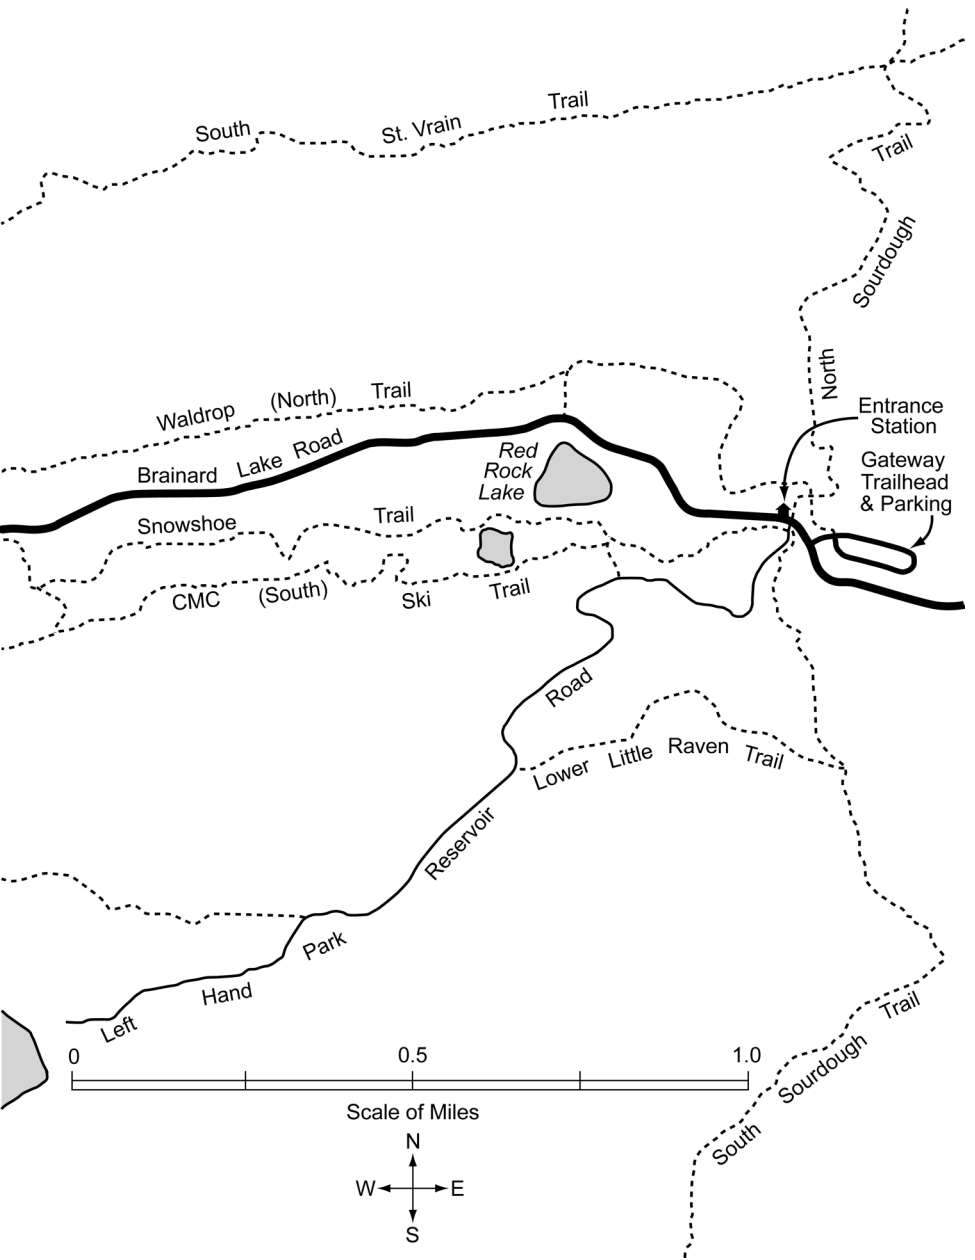 South St. Vrain Trail
Trail
Sourdough
North
Entrance
Station
Gateway
Trailhead
& Parking
Waldrop (North) Trail
Brainard Lake Road
Red
Rock
Lake
Snowshoe Trail
CMC (South) Ski Trail
Road
Lower Little Raven Trail
Reservoir
Park
Hand
Left
Trail
Sourdough
South
0 0.5 1.0
Scale of Miles
N
W E
S